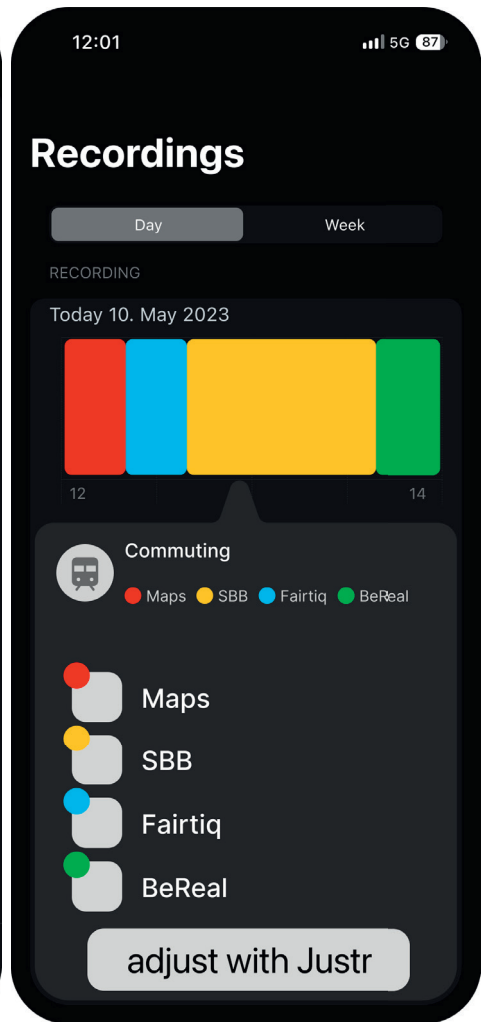 12:01 5G 87
Recordings
Day Week
RECORDING
Today 10. May 2023
12 14
Commuting
Maps SBB Fairtiq BeReal
Maps
SBB
Fairtiq
BeReal
adjust with Justr